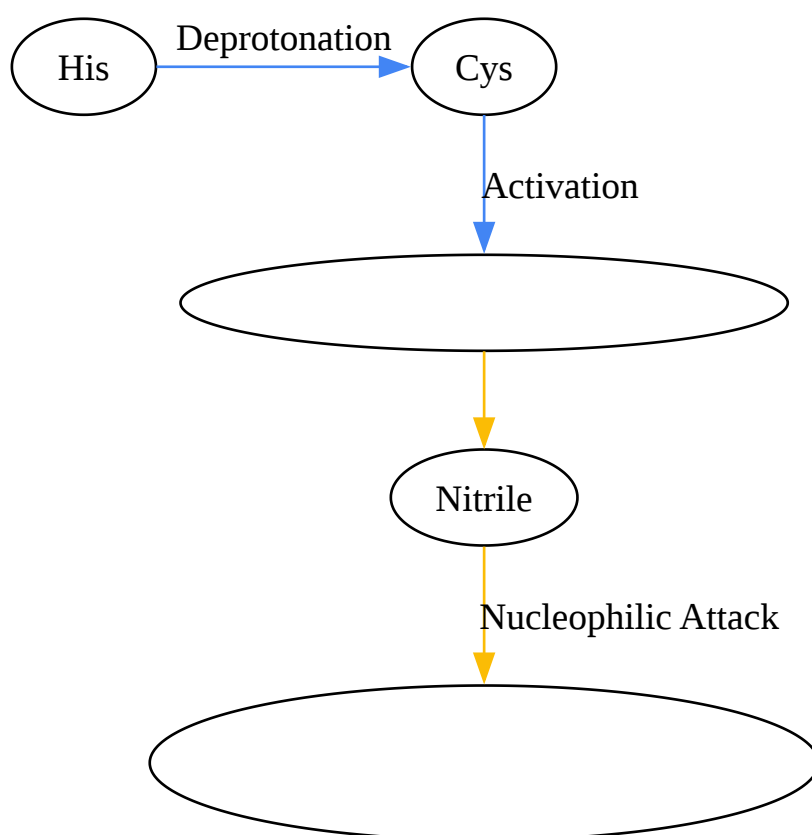 Deprotonation
His
Cys
Activation
Nitrile
Nucleophilic Attack